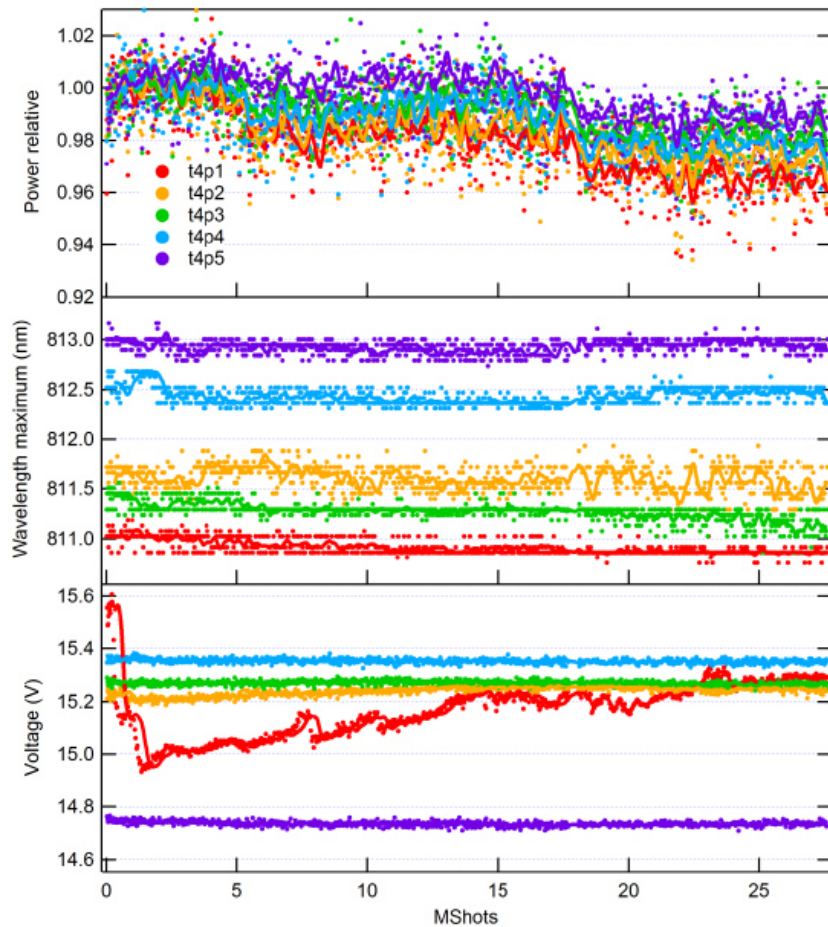 1.02
1.00
0.98
0.96
0.94
0.92
Power relative
t4p1
t4p2
t4p3
t4p4
t4p5
813.0
812.5
812.0
811.5
811.0
Wavelength maximum (nm)
15.6
15.4
15.2
15.0
14.8
14.6
Voltage (V)
0 5 10 15 20 25
MShots